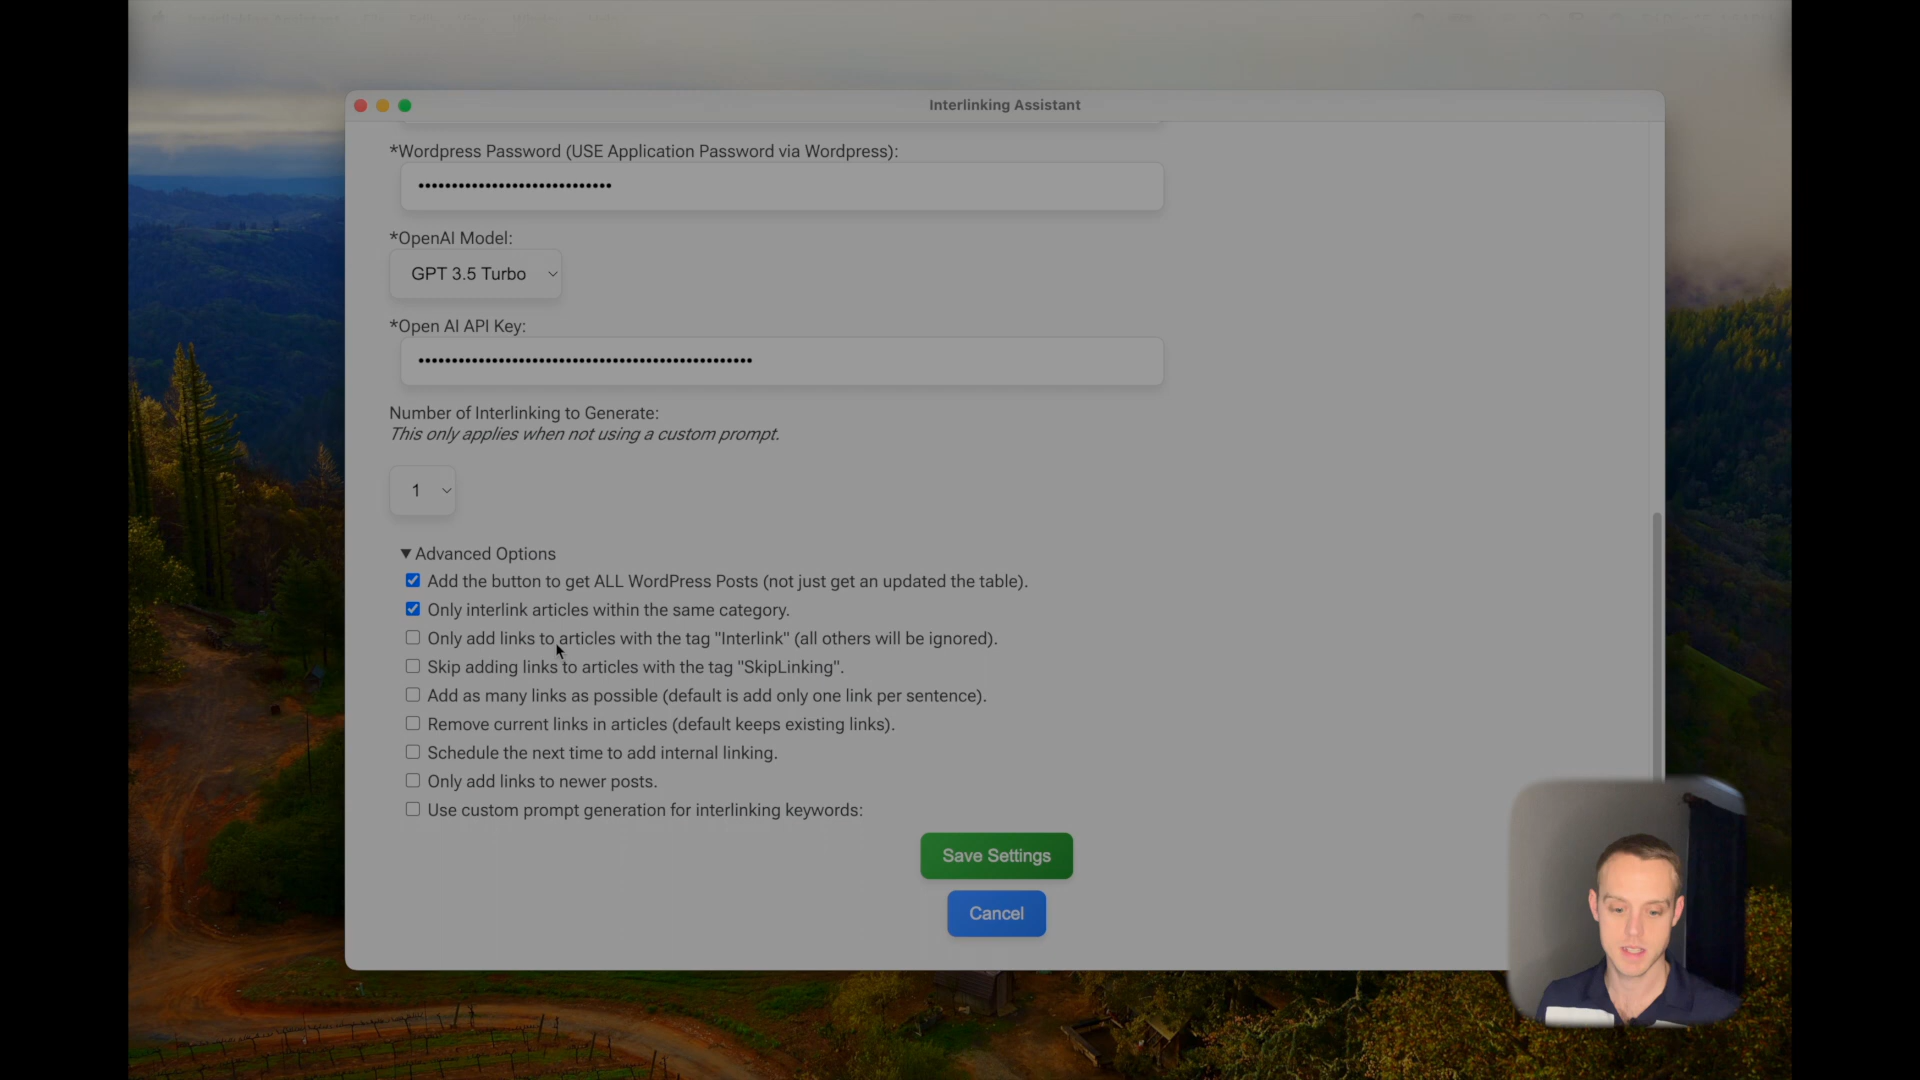 Interlinking Assistant
*Wordpress Password (USE Application Password via Wordpress):
*OpenAI Model:
GPT 3.5 Turbo
*Open AI API Key:
Number of Interlinking to Generate:
This only applies when not using a custom prompt.
1
Advanced Options
Add the button to get ALL WordPress Posts (not just get an updated the table).
Only interlink articles within the same category.
Only add links to articles with the tag "Interlink" (all others will be ignored).
Skip adding links to articles with the tag "SkipLinking".
Add as many links as possible (default is add only one link per sentence).
Remove current links in articles (default keeps existing links).
Schedule the next time to add internal linking.
Only add links to newer posts.
Use custom prompt generation for interlinking keywords:
Save Settings
Cancel